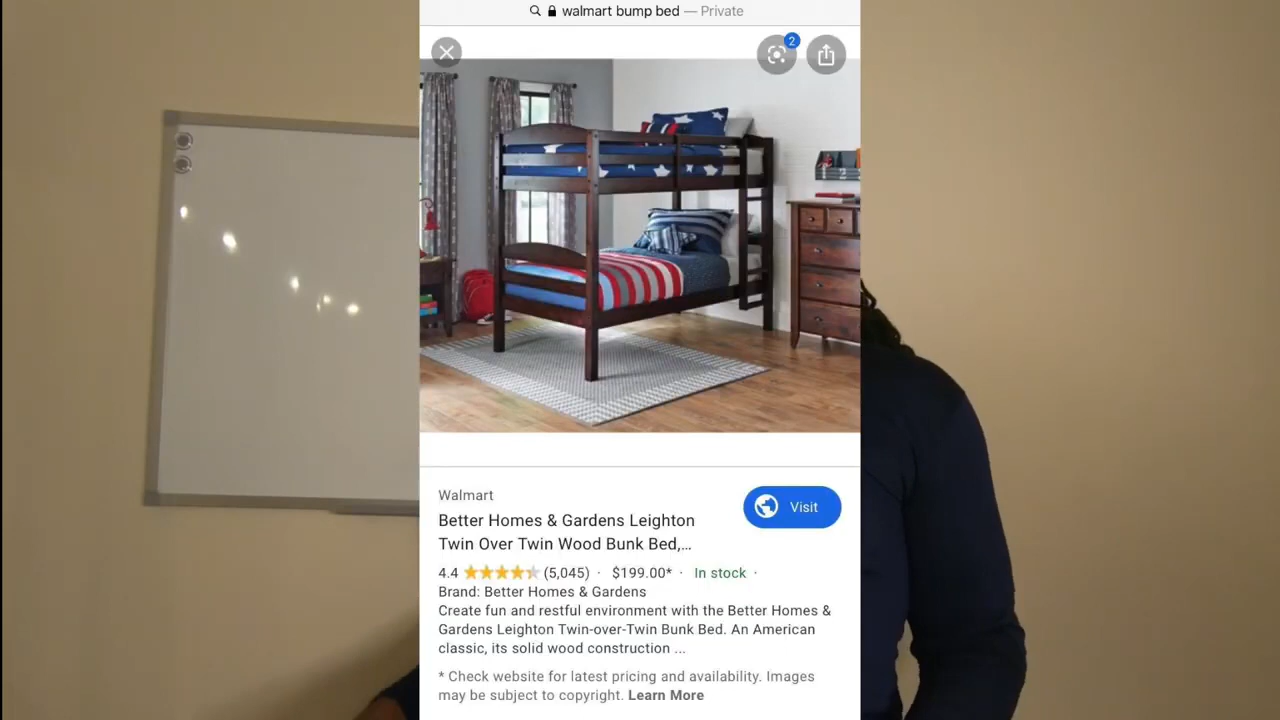 walmart bump bed — Private
2
Walmart
Visit
Better Homes & Gardens Leighton
Twin Over Twin Wood Bunk Bed,...
4.4 (5,045) · $199.00* · In stock ·
Brand: Better Homes & Gardens
Create fun and restful environment with the Better Homes &
Gardens Leighton Twin-over-Twin Bunk Bed. An American
classic, its solid wood construction ...
* Check website for latest pricing and availability. Images
may be subject to copyright. Learn More